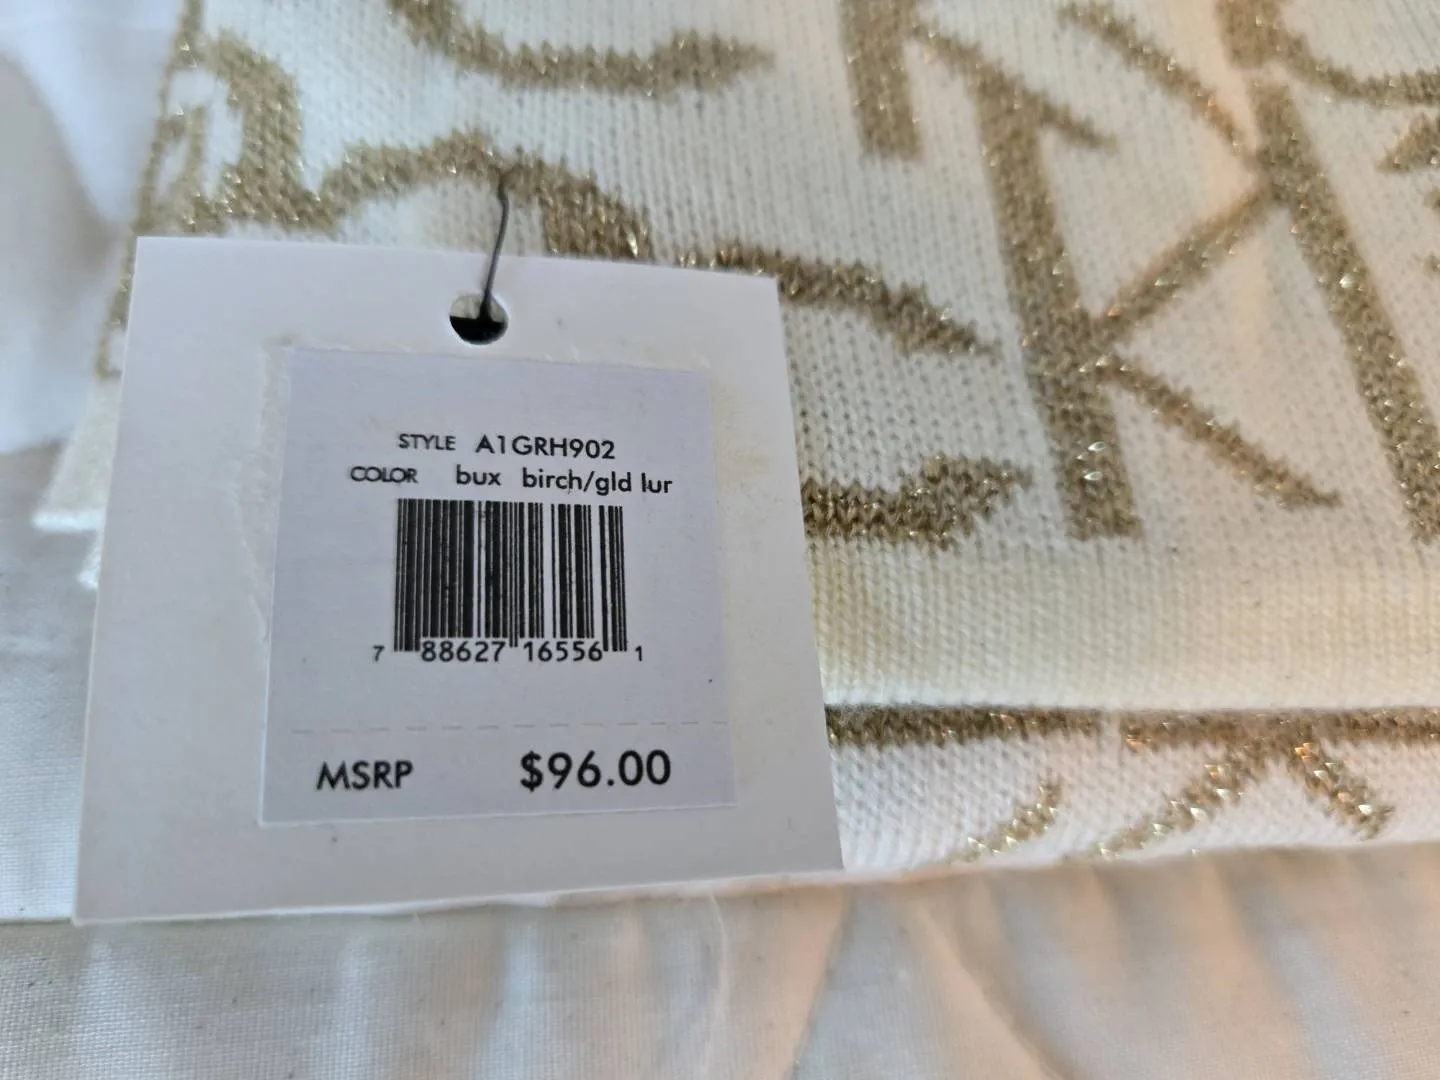 STYLE A1GRH902
COLOR bux birch/gld lur
7 88627 16556 1
MSRP $96.00